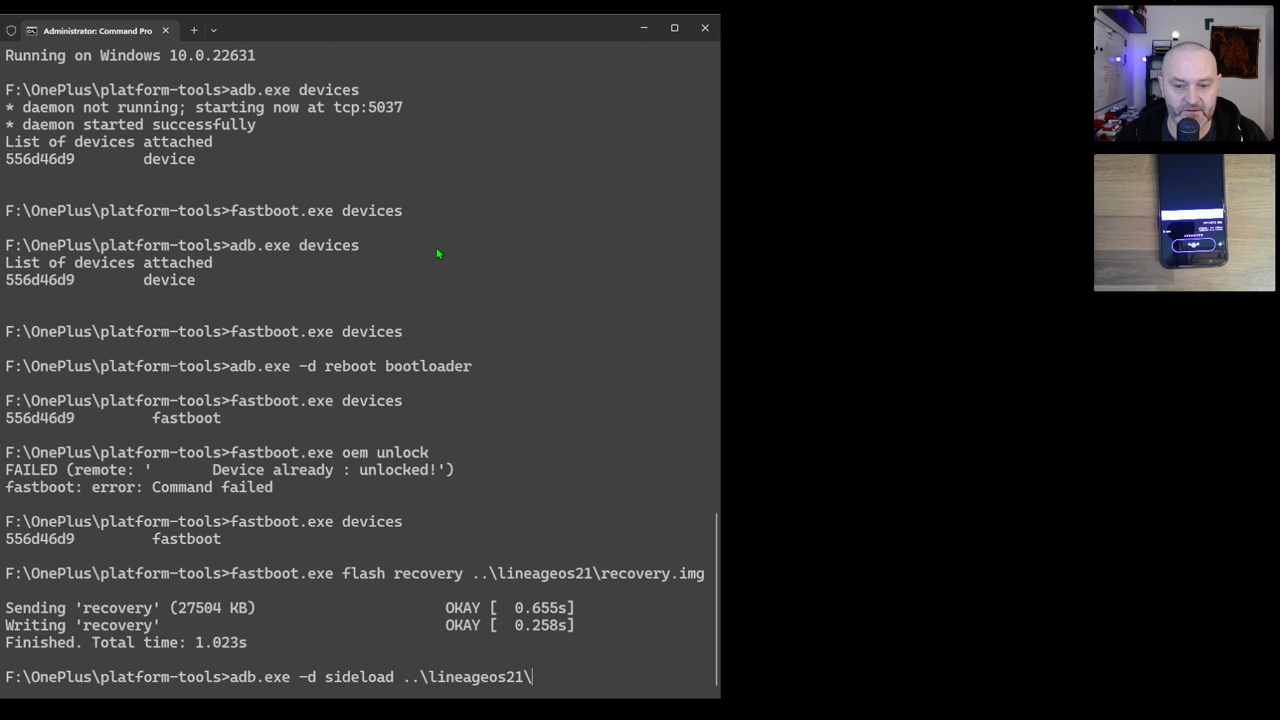 Administrator: Command Pro
Running on Windows 10.0.22631
F:\OnePlus\platform-tools>adb.exe devices
* daemon not running; starting now at tcp:5037
* daemon started successfully
List of devices attached
556d46d9 device
F:\OnePlus\platform-tools>fastboot.exe devices
F:\OnePlus\platform-tools>adb.exe devices
List of devices attached
556d46d9 device
F:\OnePlus\platform-tools>fastboot.exe devices
F:\OnePlus\platform-tools>adb.exe -d reboot bootloader
F:\OnePlus\platform-tools>fastboot.exe devices
556d46d9 fastboot
F:\OnePlus\platform-tools>fastboot.exe oem unlock
FAILED (remote: ' Device already : unlocked!')
fastboot: error: Command failed
F:\OnePlus\platform-tools>fastboot.exe devices
556d46d9 fastboot
F:\OnePlus\platform-tools>fastboot.exe flash recovery ..\lineageos21\recovery.img
Sending 'recovery' (27504 KB) OKAY [ 0.655s]
Writing 'recovery' OKAY [ 0.258s]
Finished. Total time: 1.023s
F:\OnePlus\platform-tools>adb.exe -d sideload ..\lineageos21\